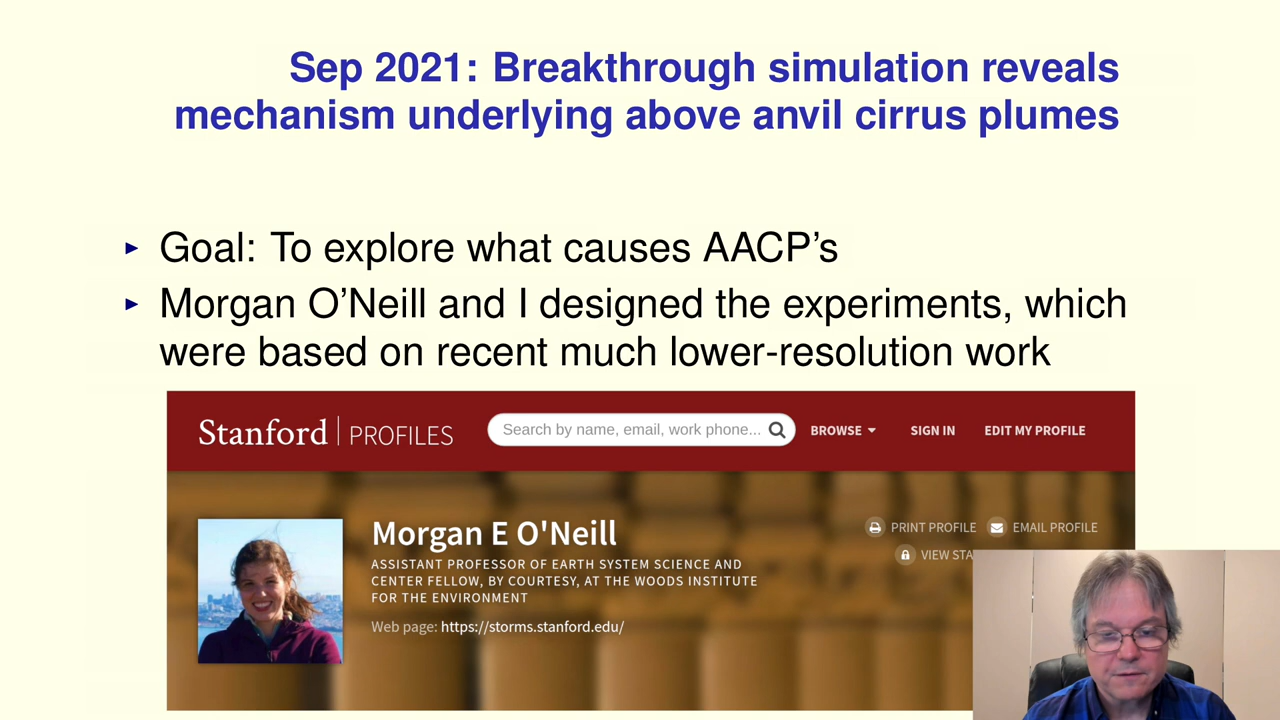 Sep 2021: Breakthrough simulation reveals
mechanism underlying above anvil cirrus plumes
▸ Goal: To explore what causes AACP’s
▸ Morgan O’Neill and I designed the experiments, which
were based on recent much lower-resolution work
Stanford | PROFILES
Search by name, email, work phone...
BROWSE
SIGN IN
EDIT MY PROFILE
Morgan E O'Neill
ASSISTANT PROFESSOR OF EARTH SYSTEM SCIENCE AND
CENTER FELLOW, BY COURTESY, AT THE WOODS INSTITUTE
FOR THE ENVIRONMENT
Web page: https://storms.stanford.edu/
PRINT PROFILE
EMAIL PROFILE
VIEW